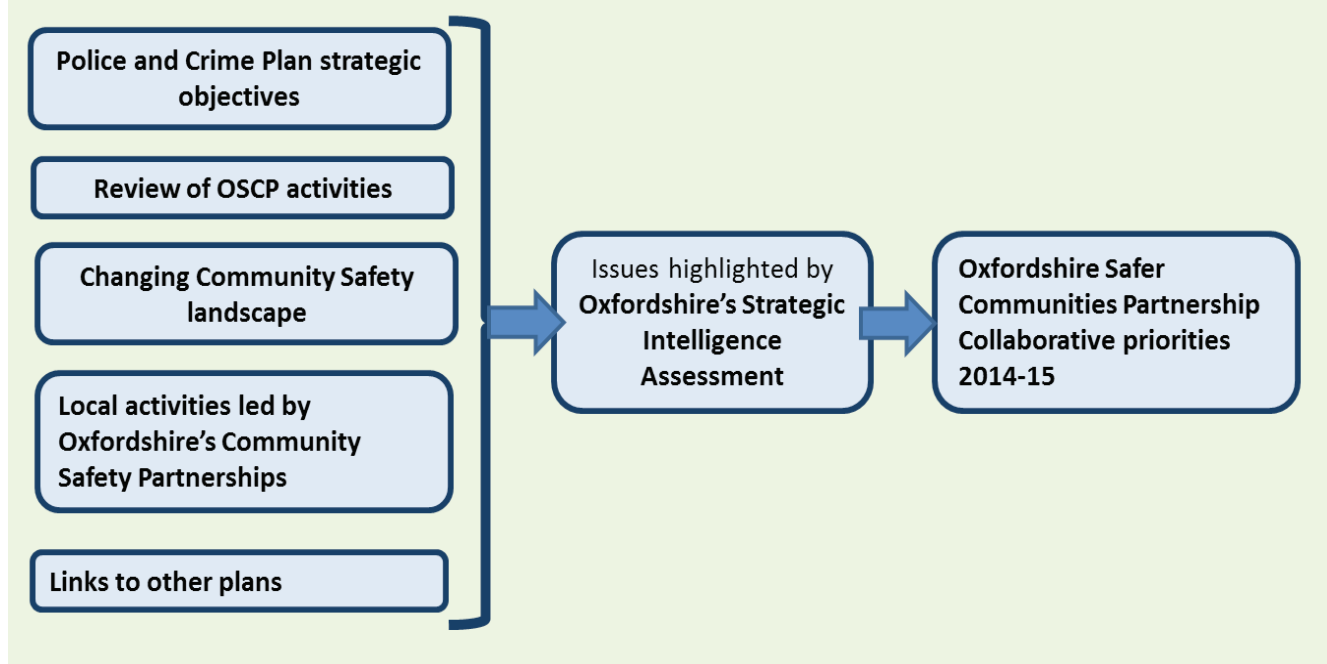 Police and Crime Plan strategic
objectives
Review of OSCP activities
Changing Community Safety
landscape
Local activities led by
Oxfordshire’s Community
Safety Partnerships
Links to other plans
Issues highlighted by
Oxfordshire’s Strategic
Intelligence
Assessment
Oxfordshire Safer
Communities Partnership
Collaborative priorities
2014-15